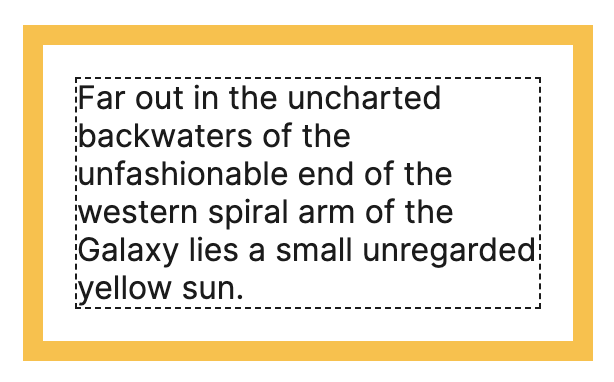 Far out in the uncharted
backwaters of the
unfashionable end of the
western spiral arm of the
Galaxy lies a small unregarded
yellow sun.